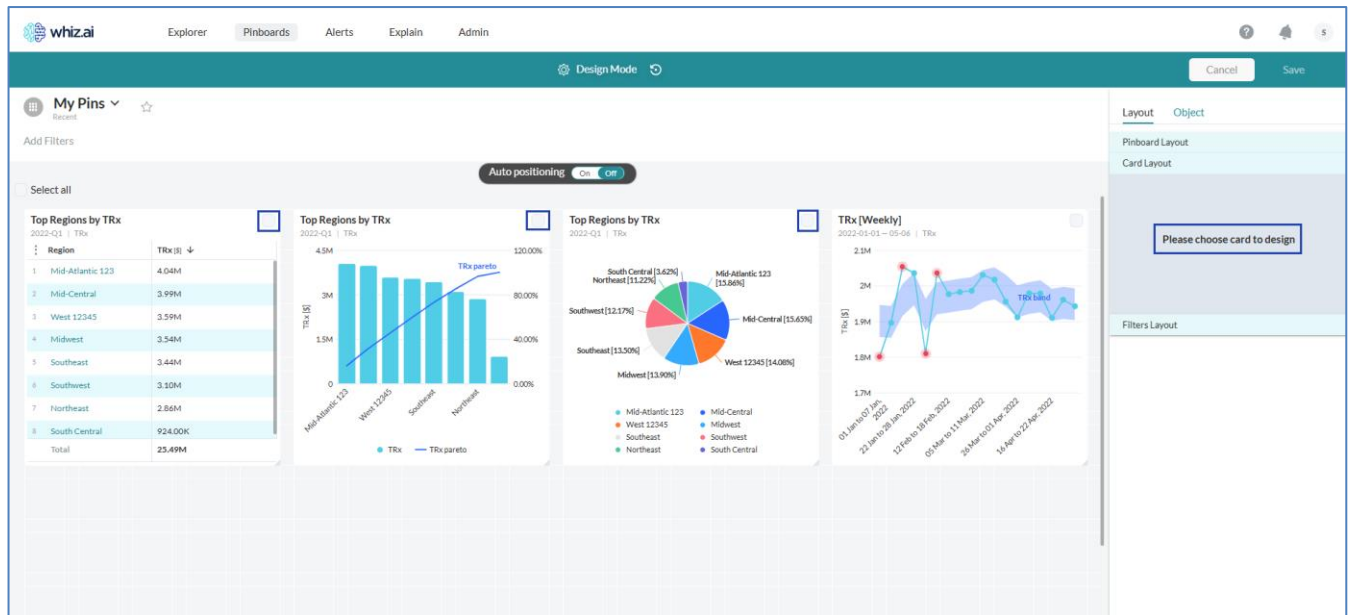 whiz.ai
Explorer
Pinboards
Alerts
Explain
Admin
?
S
Design Mode
Cancel
Save
My Pins
Recent
Add Filters
Layout
Object
Pinboard Layout
Card Layout
Please choose card to design
Filters Layout
Auto positioning On Off
Select all
Top Regions by TRx
2022-Q1 | TRx
Region TRx [$]
1 Mid-Atlantic 123 4.04M
2 Mid-Central 3.99M
3 West 12345 3.59M
4 Midwest 3.54M
5 Southeast 3.44M
6 Southwest 3.10M
7 Northeast 2.86M
8 South Central 924.00K
Total 25.49M
Top Regions by TRx
2022-Q1 | TRx
4.5M
120.00%
TRx pareto
3M
80.00%
TRx [$]
1.5M
40.00%
0
0.00%
Mid-Atlantic 123
West 12345
Southeast
Northeast
TRx
TRx pareto
Top Regions by TRx
2022-Q1 | TRx
South Central [3.62%]
Northeast [11.22%]
Mid-Atlantic 123
[15.86%]
Southwest [12.17%]
Mid-Central [15.65%]
Southeast [13.50%]
West 12345 [14.08%]
Midwest [13.90%]
Mid-Atlantic 123
Mid-Central
West 12345
Midwest
Southeast
Southwest
Northeast
South Central
TRx [Weekly]
2022-01-01 – 05-06 | TRx
2.1M
2M
TRx band
TRx [$]
1.9M
1.8M
1.7M
01 Jan to 07 Jan,
2022
22 Jan to 28 Jan, 2022
12 Feb to 18 Feb, 2022
05 Mar to 11 Mar, 2022
26 Mar to 01 Apr, 2022
16 Apr to 22 Apr, 2022